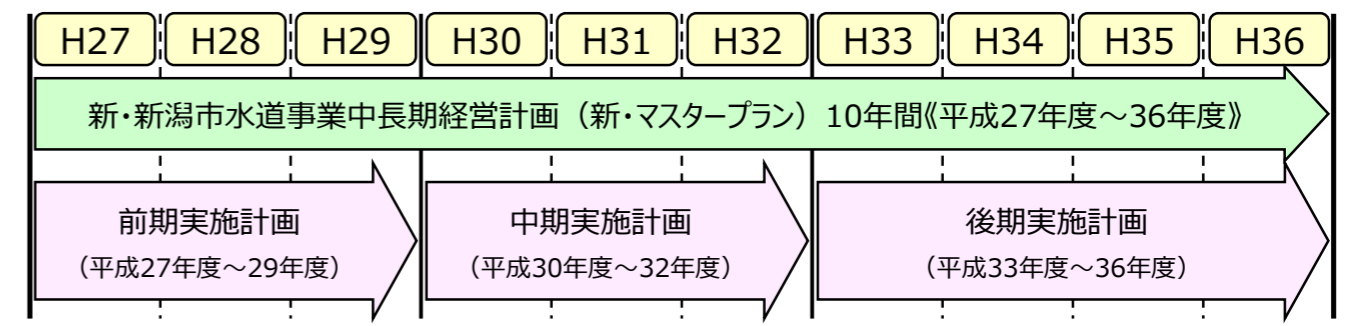 H27 H28 H29 H30 H31 H32 H33 H34 H35 H36
新・新潟市水道事業中長期経営計画（新・マスタープラン）10年間《平成27年度～36年度》
前期実施計画
（平成27年度～29年度）
中期実施計画
（平成30年度～32年度）
後期実施計画
（平成33年度～36年度）